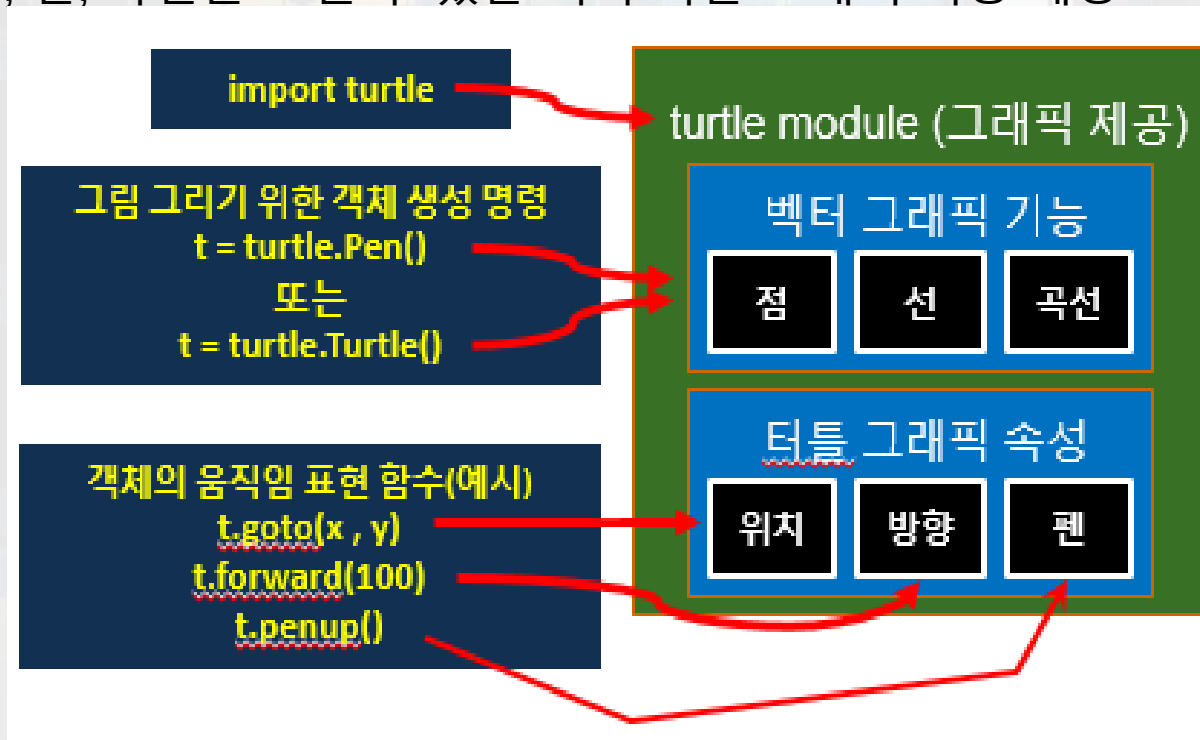 import turtle
turtle module (그래픽 제공)
그림 그리기 위한 객체 생성 명령
t = turtle.Pen()
또는
t = turtle.Turtle()
벡터 그래픽 기능
점 선 곡선
객체의 움직임 표현 함수(예시)
t.goto(x , y)
t.forward(100)
t.penup()
터틀 그래픽 속성
위치 방향 펜